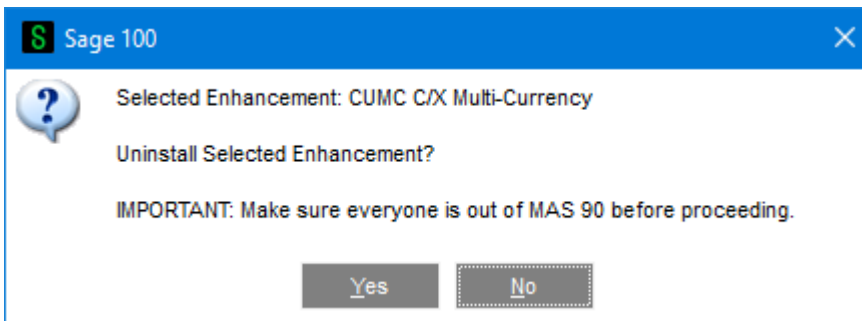 S Sage 100
?
Selected Enhancement: CUMC C/X Multi-Currency
Uninstall Selected Enhancement?
IMPORTANT: Make sure everyone is out of MAS 90 before proceeding.
Yes No